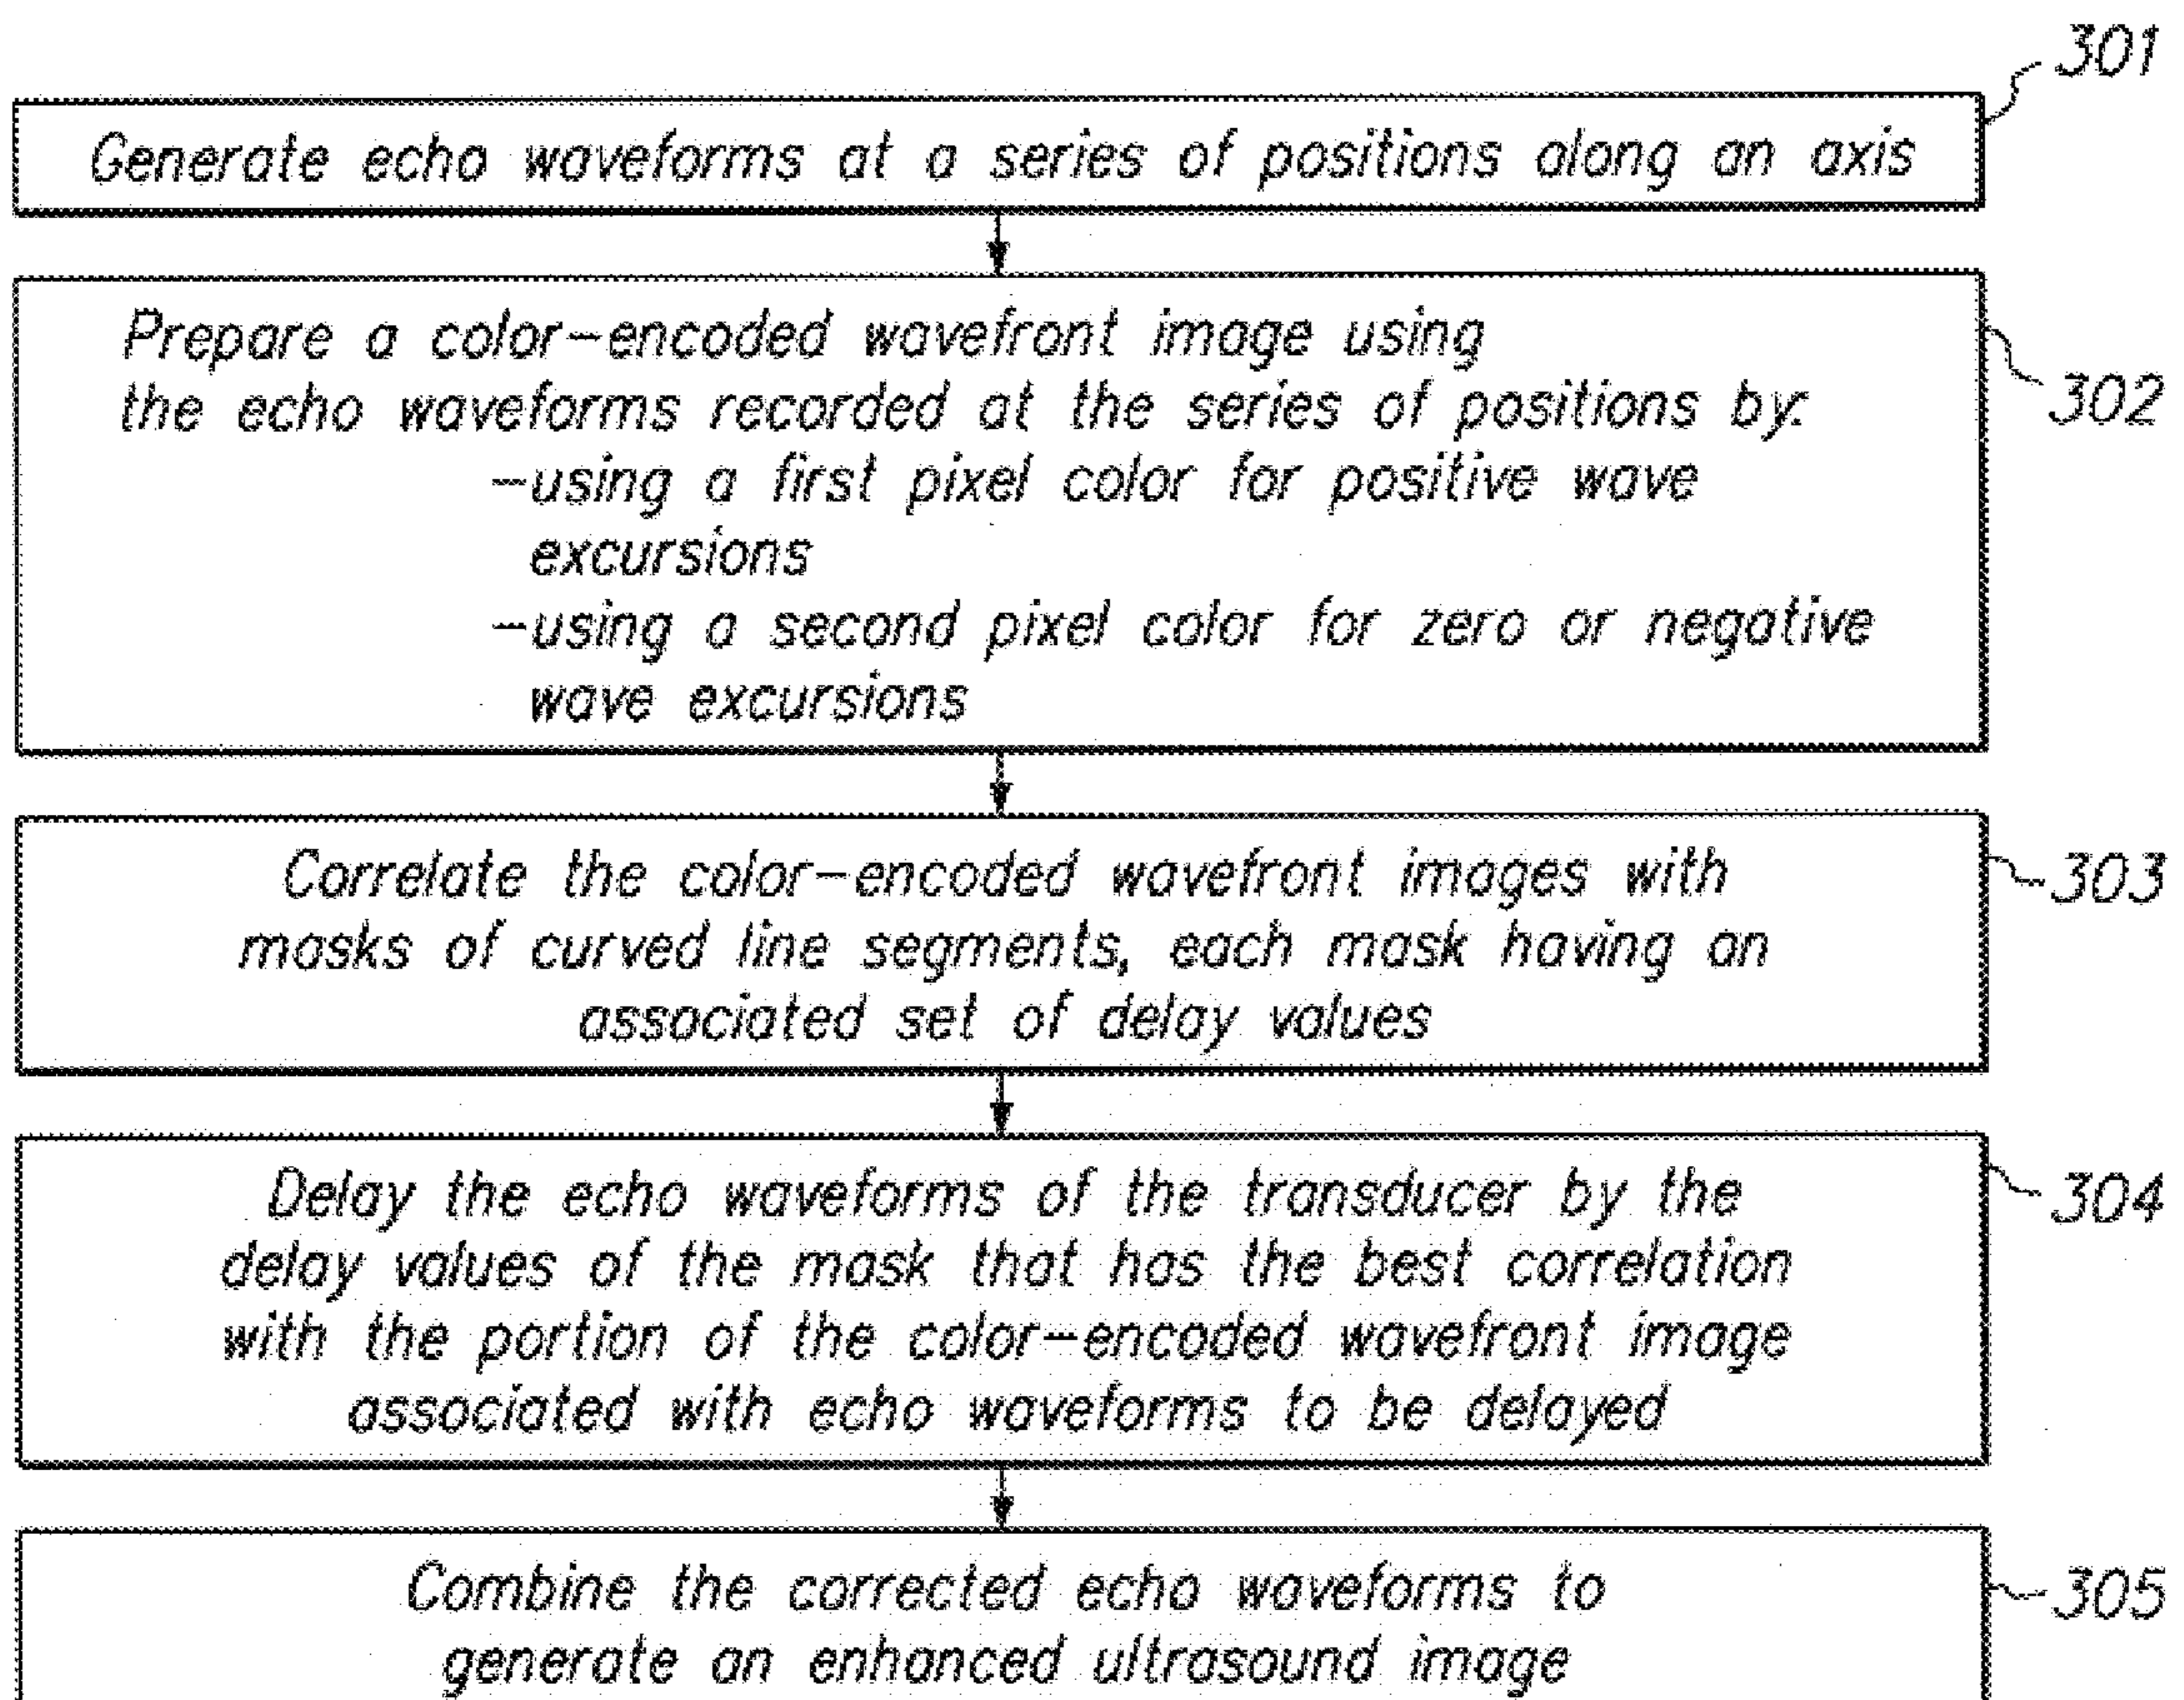 301
Generate echo waveforms at a series of positions along an axis
Prepare a color-encoded wavefront image using
the echo waveforms recorded at the series of positions by:
302
-using a first pixel color for positive wave
excursions
-using a second pixel color for zero or negative
wave excursions
Correlate the color-encoded wavefront images with
303
masks of curved line segments, each mask having an
associated set of delay values
Delay the echo waveforms of the transducer by the
304
delay values of the mask that has the best correlation
with the portion of the color-encoded wavefront image
associated with echo waveforms to be delayed
Combine the corrected echo waveforms to
305
generate an enhanced ultrasound image